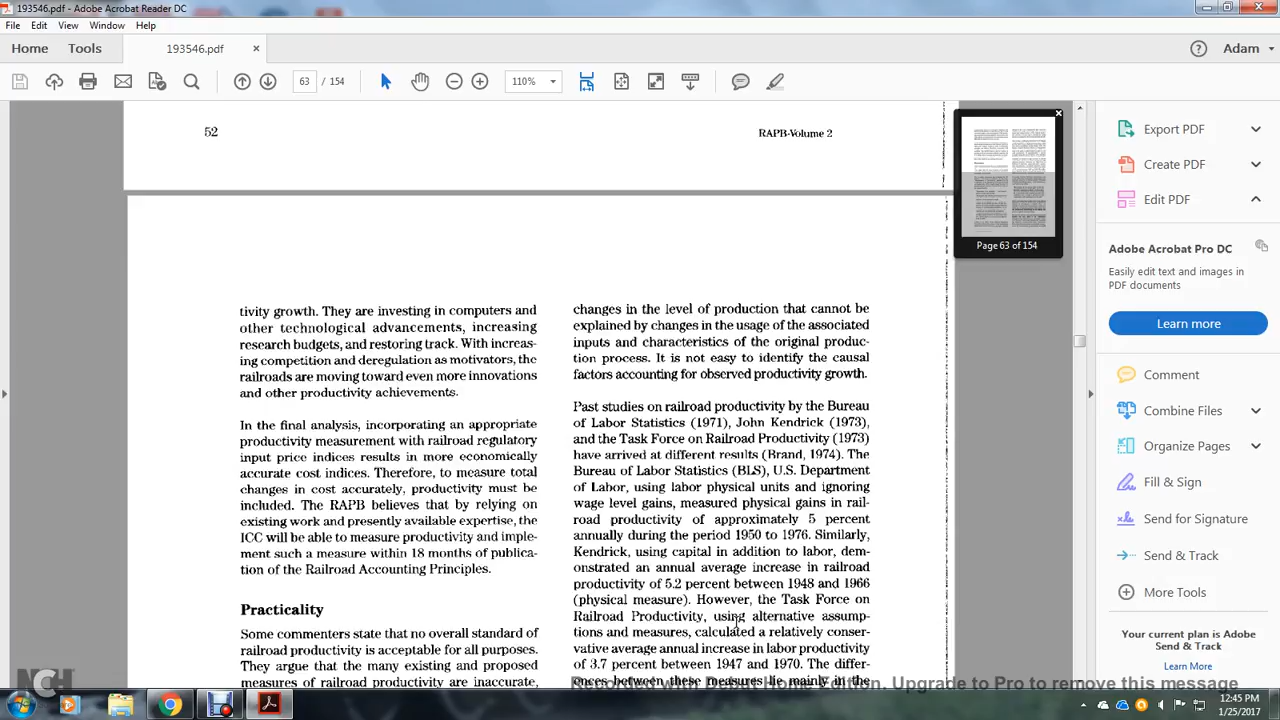 193546.pdf - Adobe Acrobat Reader DC
File Edit View Window Help
Home Tools 193546.pdf × Adam
63 / 154 110%
52 RAPB-Volume 2
Page 63 of 154
tivity growth. They are investing in computers and
other technological advancements, increasing
research budgets, and restoring track. With increas-
ing competition and deregulation as motivators, the
railroads are moving toward even more innovations
and other productivity achievements.
In the final analysis, incorporating an appropriate
productivity measurement with railroad regulatory
input price indices results in more economically
accurate cost indices. Therefore, to measure total
changes in cost accurately, productivity must be
included. The RAPB believes that by relying on
existing work and presently available expertise, the
ICC will be able to measure productivity and imple-
ment such a measure within 18 months of publica-
tion of the Railroad Accounting Principles.
Practicality
Some commenters state that no overall standard of
railroad productivity is acceptable for all purposes.
They argue that the many existing and proposed
measures of railroad productivity are inaccurate,
changes in the level of production that cannot be
explained by changes in the usage of the associated
inputs and characteristics of the original produc-
tion process. It is not easy to identify the causal
factors accounting for observed productivity growth.
Past studies on railroad productivity by the Bureau
of Labor Statistics (1971), John Kendrick (1973),
and the Task Force on Railroad Productivity (1973)
have arrived at different results (Brand, 1974). The
Bureau of Labor Statistics (BLS), U.S. Department
of Labor, using labor physical units and ignoring
wage level gains, measured physical gains in rail-
road productivity of approximately 5 percent
annually during the period 1950 to 1976. Similarly,
Kendrick, using capital in addition to labor, dem-
onstrated an annual average increase in railroad
productivity of 5.2 percent between 1948 and 1966
(physical measure). However, the Task Force on
Railroad Productivity, using alternative assump-
tions and measures, calculated a relatively conser-
vative average annual increase in labor productivity
of 3.7 percent between 1947 and 1970. The differ-
ences between these measures lie mainly in the
Export PDF
Create PDF
Edit PDF
Adobe Acrobat Pro DC
Easily edit text and images in
PDF documents
Learn more
Comment
Combine Files
Organize Pages
Fill & Sign
Send for Signature
Send & Track
More Tools
Your current plan is Adobe
Send & Track
Learn More
NCH
Edition. Upgrade to Pro to remove this message
12:45 PM
1/25/2017